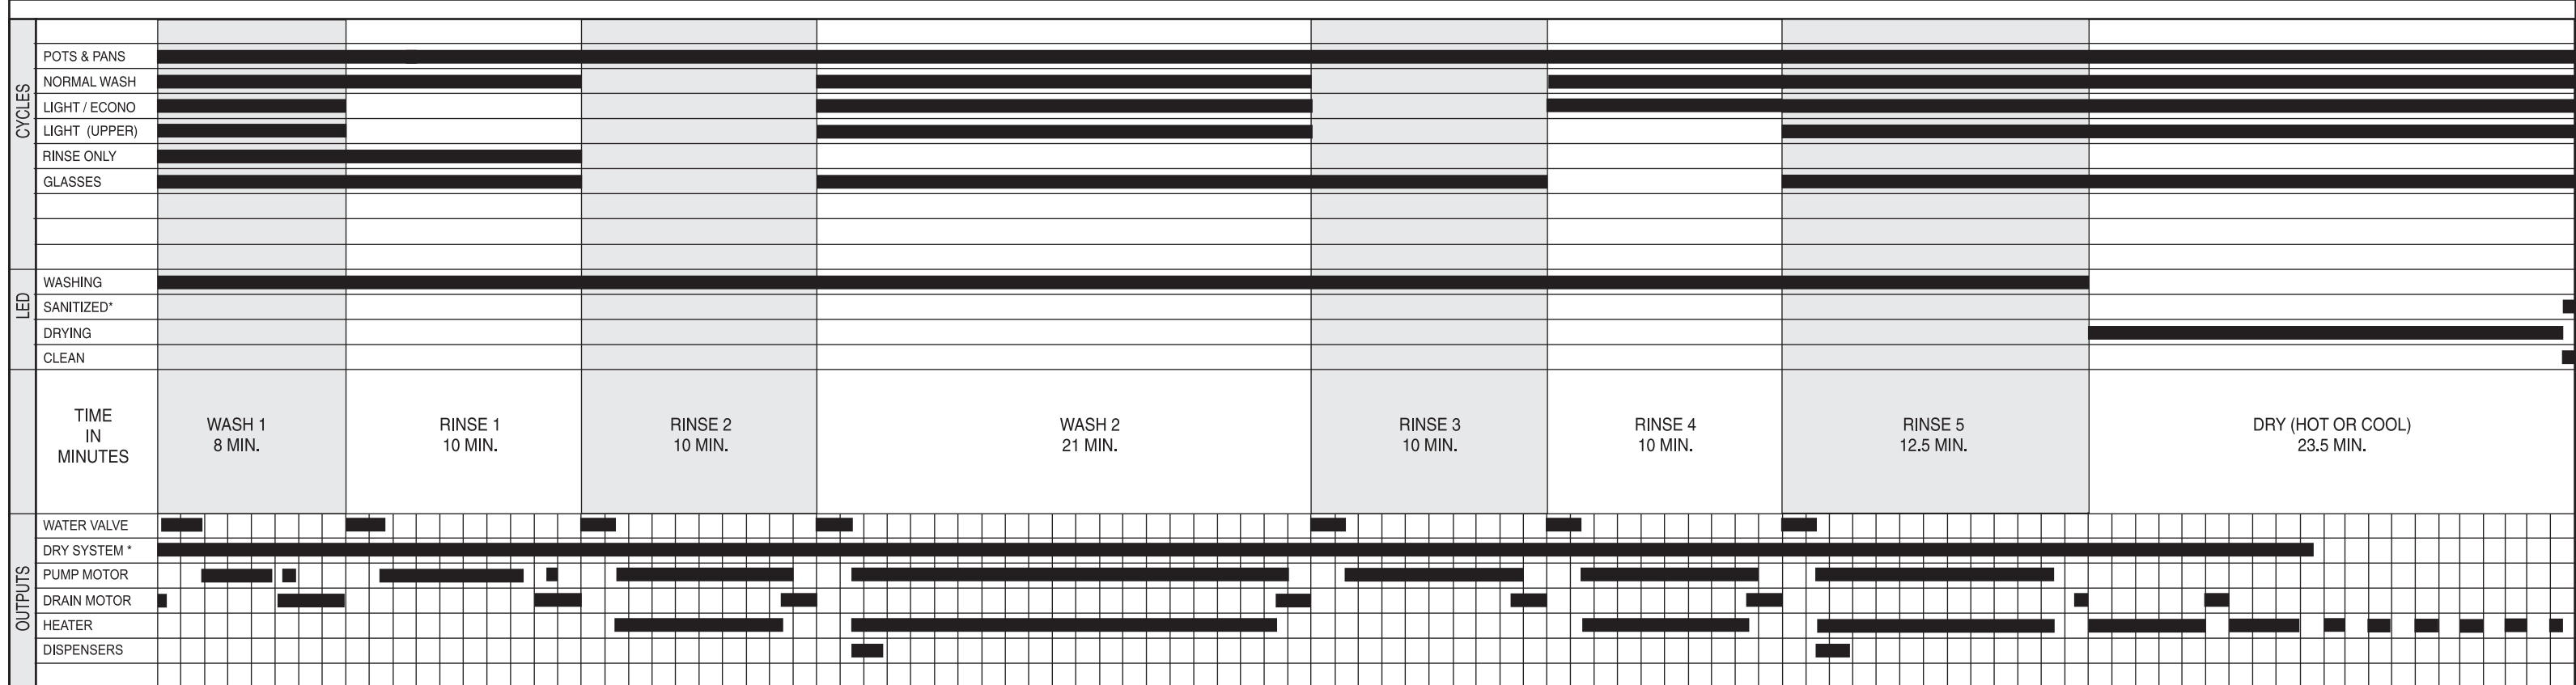 CYCLES
POTS & PANS
NORMAL WASH
LIGHT / ECONO
LIGHT (UPPER)
RINSE ONLY
GLASSES
LED
WASHING
SANITIZED*
DRYING
CLEAN
TIME
IN
MINUTES
WASH 1
8 MIN.
RINSE 1
10 MIN.
RINSE 2
10 MIN.
WASH 2
21 MIN.
RINSE 3
10 MIN.
RINSE 4
10 MIN.
RINSE 5
12.5 MIN.
DRY (HOT OR COOL)
23.5 MIN.
OUTPUTS
WATER VALVE
DRY SYSTEM *
PUMP MOTOR
DRAIN MOTOR
HEATER
DISPENSERS